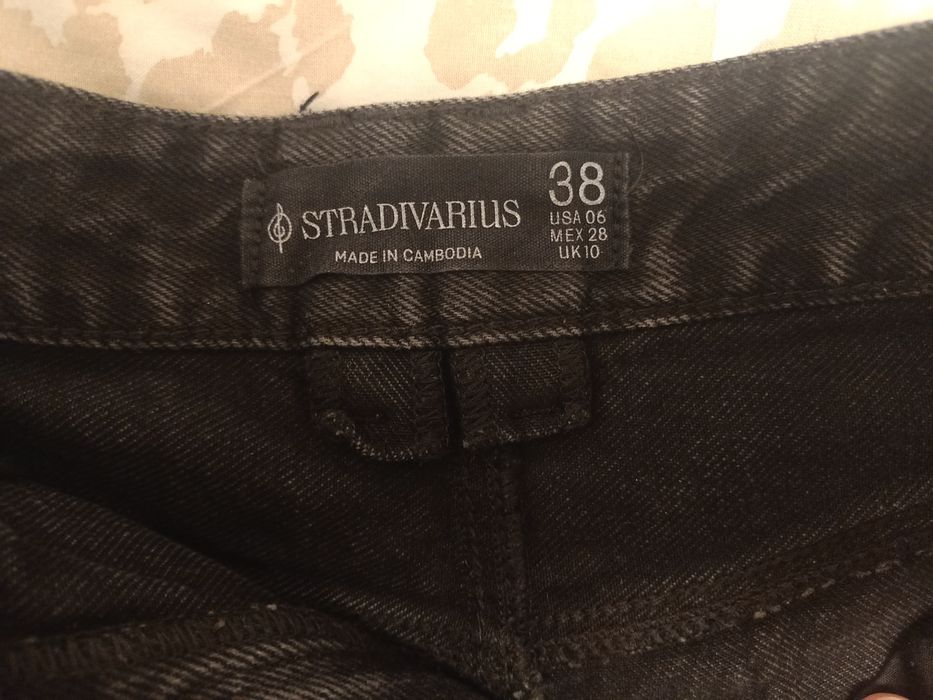 STRADIVARIUS
MADE IN CAMBODIA
38
USA 06
MEX 28
UK 10